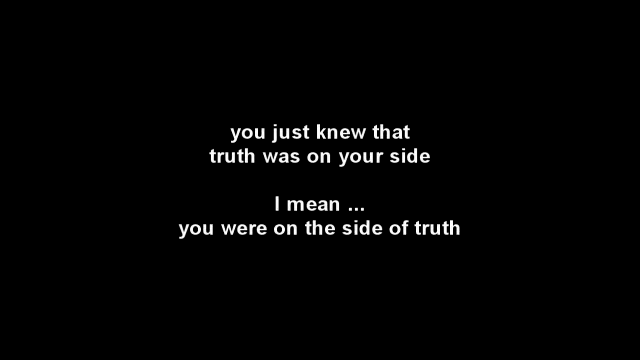 you just knew that
truth was on your side
I mean ...
you were on the side of truth